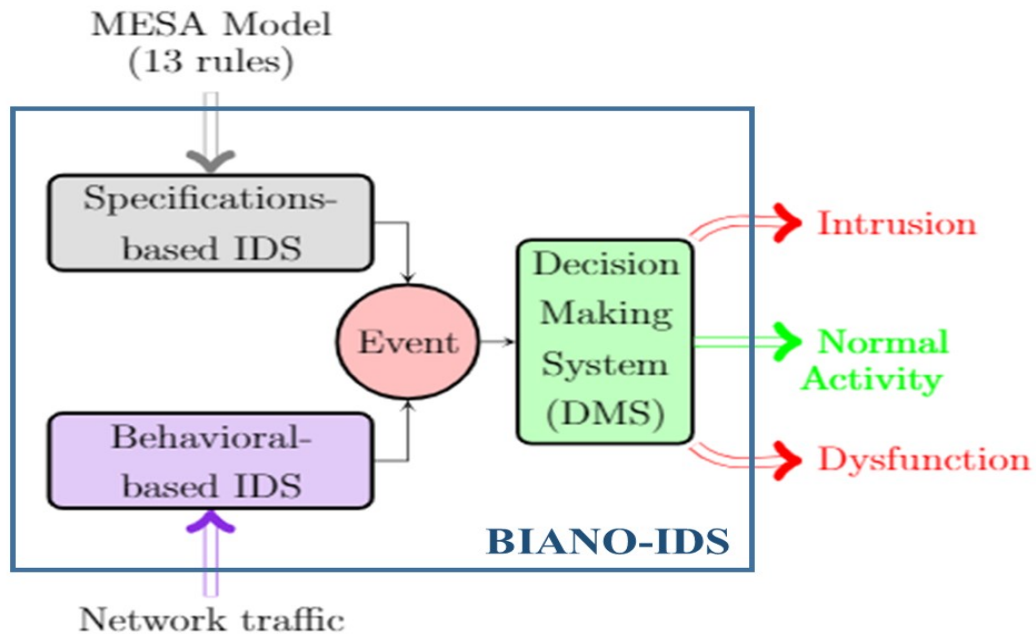 MESA Model
(13 rules)
Specifications-
based IDS
Event
Behavioral-
based IDS
Decision
Making
System
(DMS)
Intrusion
Normal
Activity
Dysfunction
BIANO-IDS
Network traffic